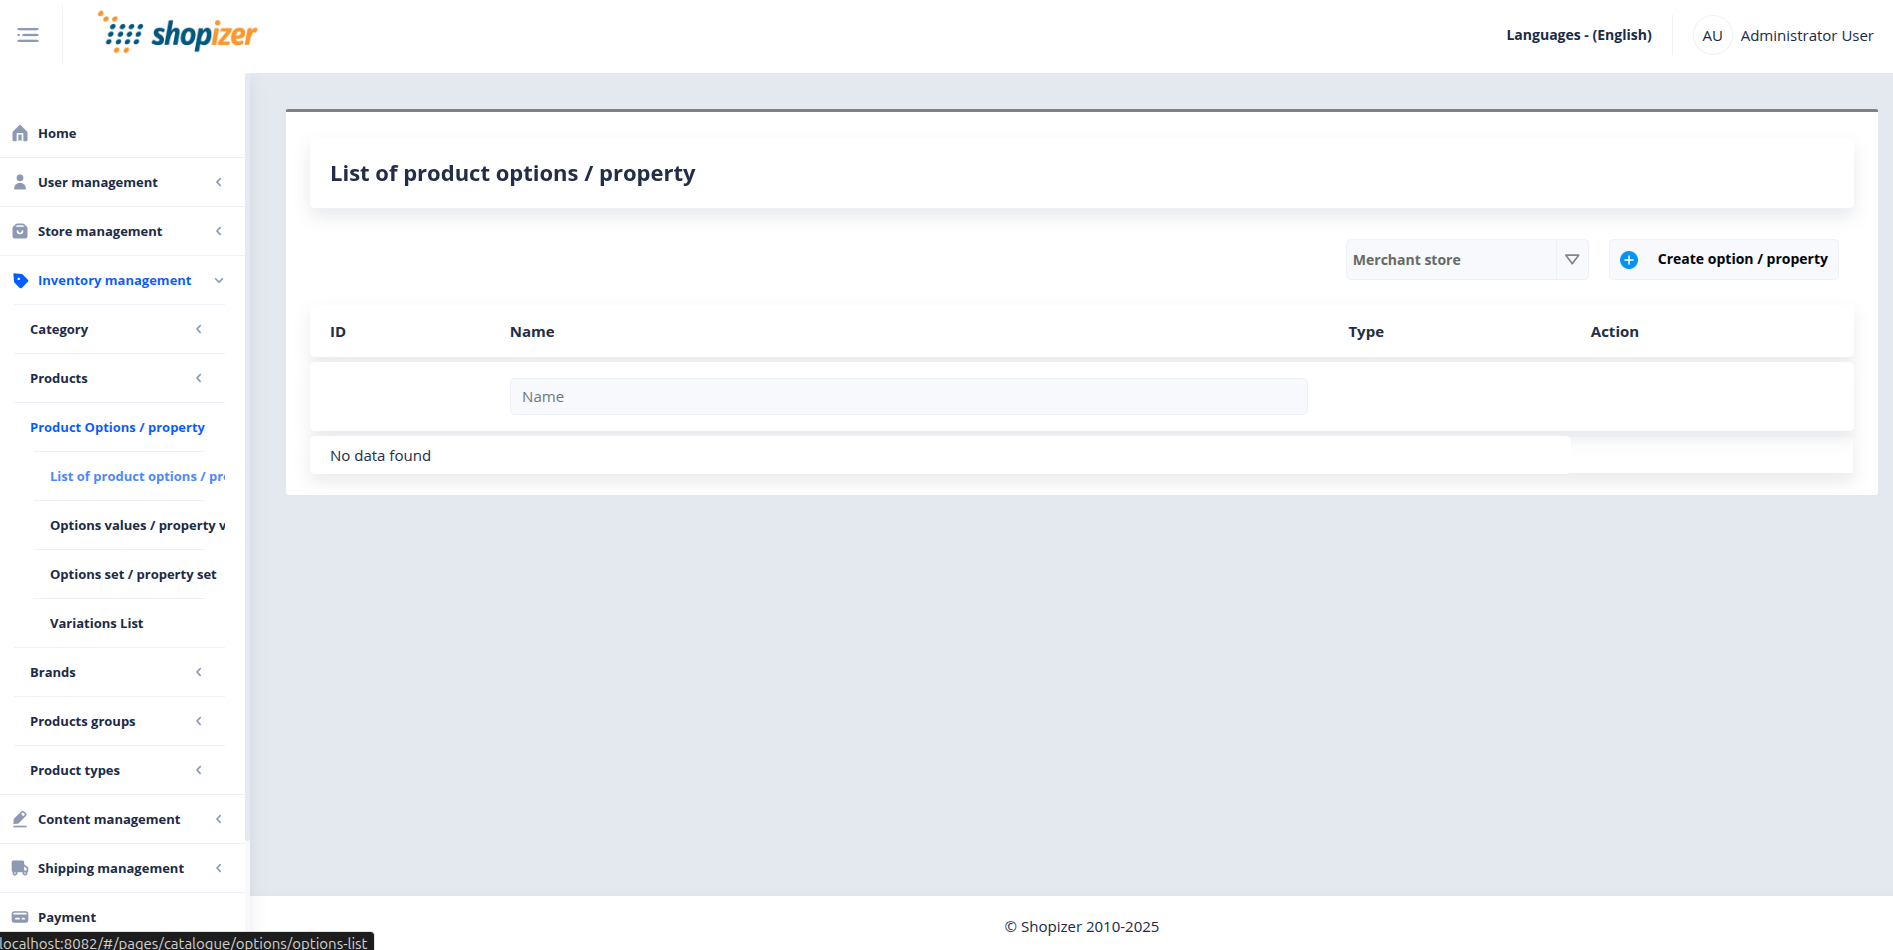 shopizer
Languages - (English)
AU Administrator User
Home
User management
Store management
Inventory management
Category
Products
Product Options / property
List of product options / pr
Options values / property v
Options set / property set
Variations List
Brands
Products groups
Product types
Content management
Shipping management
Payment
localhost:8082/#/pages/catalogue/options/options-list
List of product options / property
Merchant store
Create option / property
ID Name Type Action
Name
No data found
© Shopizer 2010-2025